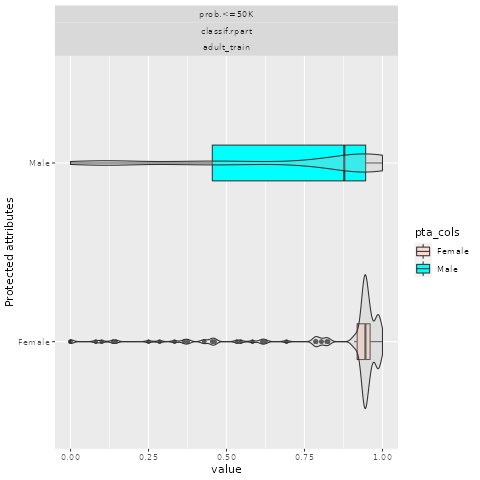 prob.<=50K
classif.rpart
adult_train
Protected attributes
Male
Female
0.00 0.25 0.50 0.75 1.00
value
pta_cols
Female
Male